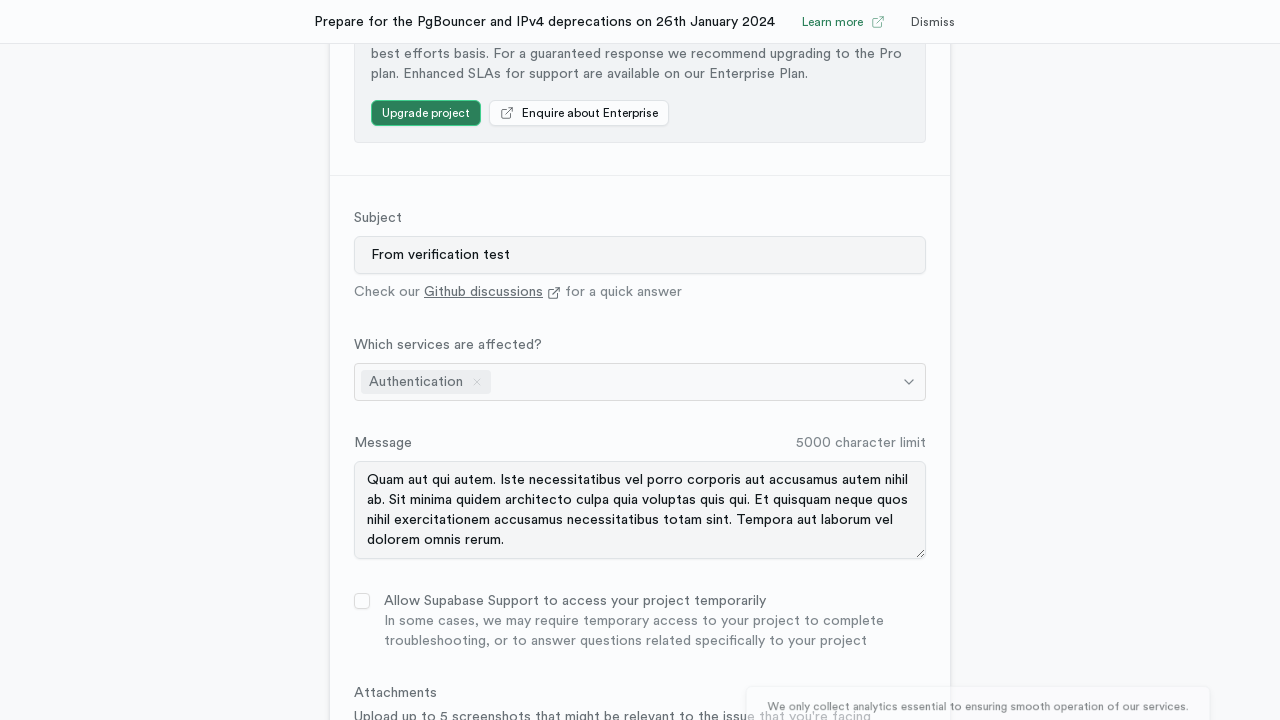 Prepare for the PgBouncer and IPv4 deprecations on 26th January 2024 Learn more Dismiss
best efforts basis. For a guaranteed response we recommend upgrading to the Pro
plan. Enhanced SLAs for support are available on our Enterprise Plan.
Upgrade project Enquire about Enterprise
Subject
From verification test
Check our Github discussions for a quick answer
Which services are affected?
Authentication
Message 5000 character limit
Quam aut qui autem. Iste necessitatibus vel porro corporis aut accusamus autem nihil
ab. Sit minima quidem architecto culpa quia voluptas quis qui. Et quisquam neque quos
nihil exercitationem accusamus necessitatibus totam sint. Tempora aut laborum vel
dolorem omnis rerum.
Allow Supabase Support to access your project temporarily
In some cases, we may require temporary access to your project to complete
troubleshooting, or to answer questions related specifically to your project
Attachments
We only collect analytics essential to ensuring smooth operation of our services.
Upload up to 5 screenshots that might be relevant to the issue that you're facing